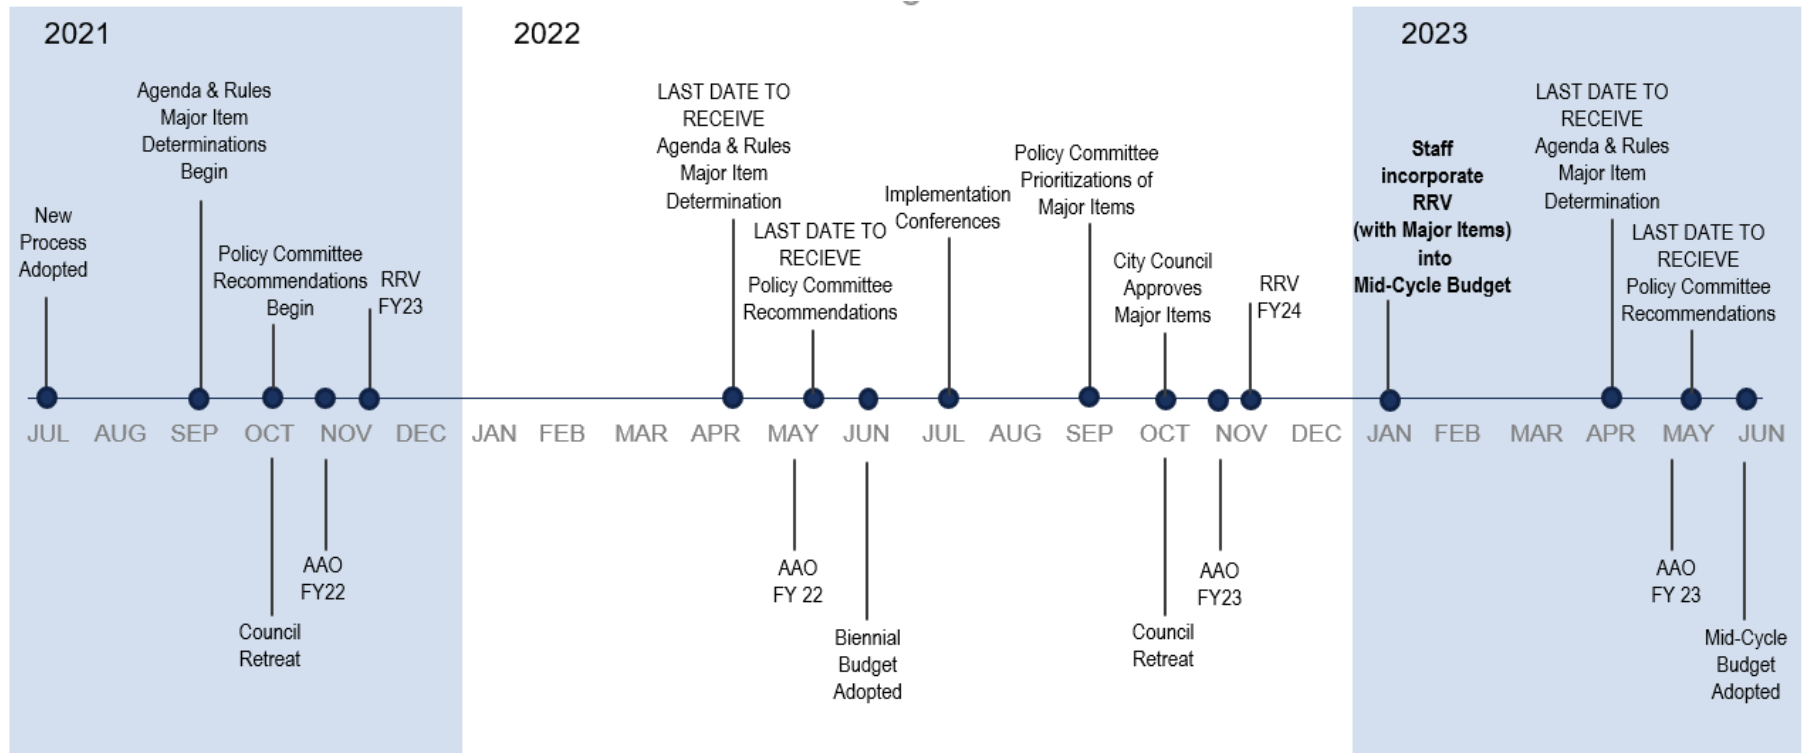 2021
2022
2023
New
Process
Adopted
Agenda & Rules
Major Item
Determinations
Begin
Policy Committee
Recommendations
Begin
RRV
FY23
LAST DATE TO
RECEIVE
Agenda & Rules
Major Item
Determination
LAST DATE TO
RECIEVE
Policy Committee
Recommendations
Implementation
Conferences
Policy Committee
Prioritizations of
Major Items
City Council
Approves
Major Items
RRV
FY24
Staff
incorporate
RRV
(with Major Items)
into
Mid-Cycle Budget
LAST DATE TO
RECEIVE
Agenda & Rules
Major Item
Determination
LAST DATE TO
RECIEVE
Policy Committee
Recommendations
JUL AUG SEP OCT NOV DEC JAN FEB MAR APR MAY JUN JUL AUG SEP OCT NOV DEC JAN FEB MAR APR MAY JUN
Council
Retreat
AAO
FY22
AAO
FY 22
Biennial
Budget
Adopted
Council
Retreat
AAO
FY23
AAO
FY 23
Mid-Cycle
Budget
Adopted